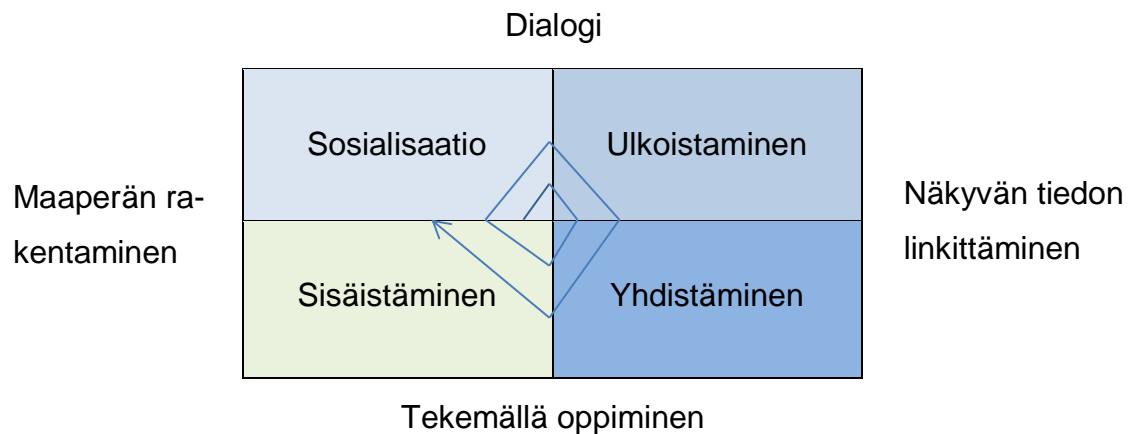 Dialogi
Sosialisaatio
Ulkoistaminen
Maaperän ra-
kentaminen
Näkyvän tiedon
linkittäminen
Sisäistäminen
Yhdistäminen
Tekemällä oppiminen